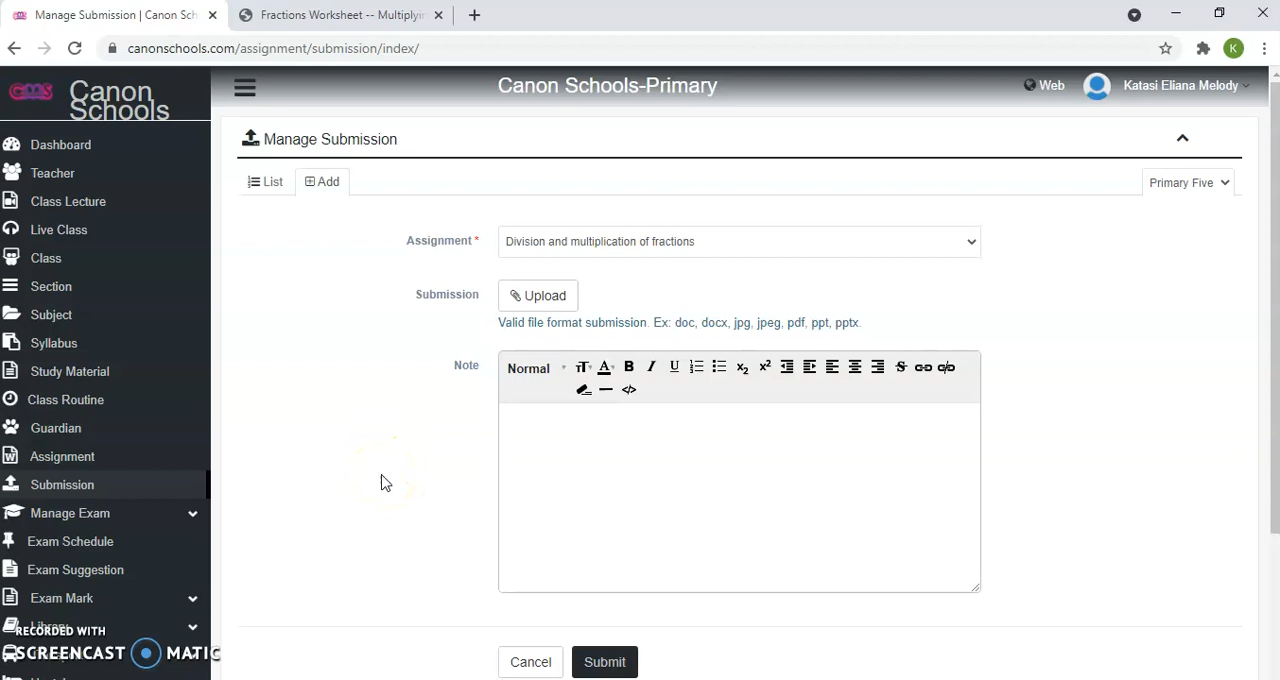 Manage Submission | Canon Sch
Fractions Worksheet -- Multiplyi
canonschools.com/assignment/submission/index/
K
GMS
Canon Schools
Canon Schools-Primary
Web
Katasi Eliana Melody
Dashboard
Teacher
Class Lecture
Live Class
Class
Section
Subject
Syllabus
Study Material
Class Routine
Guardian
Assignment
Submission
Manage Exam
Exam Schedule
Exam Suggestion
Exam Mark
Library
RECORDED WITH
SCREENCAST MATIC
Manage Submission
List
Add
Primary Five
Assignment *
Division and multiplication of fractions
Submission
Upload
Valid file format submission. Ex: doc, docx, jpg, jpeg, pdf, ppt, pptx.
Note
Normal
Cancel
Submit